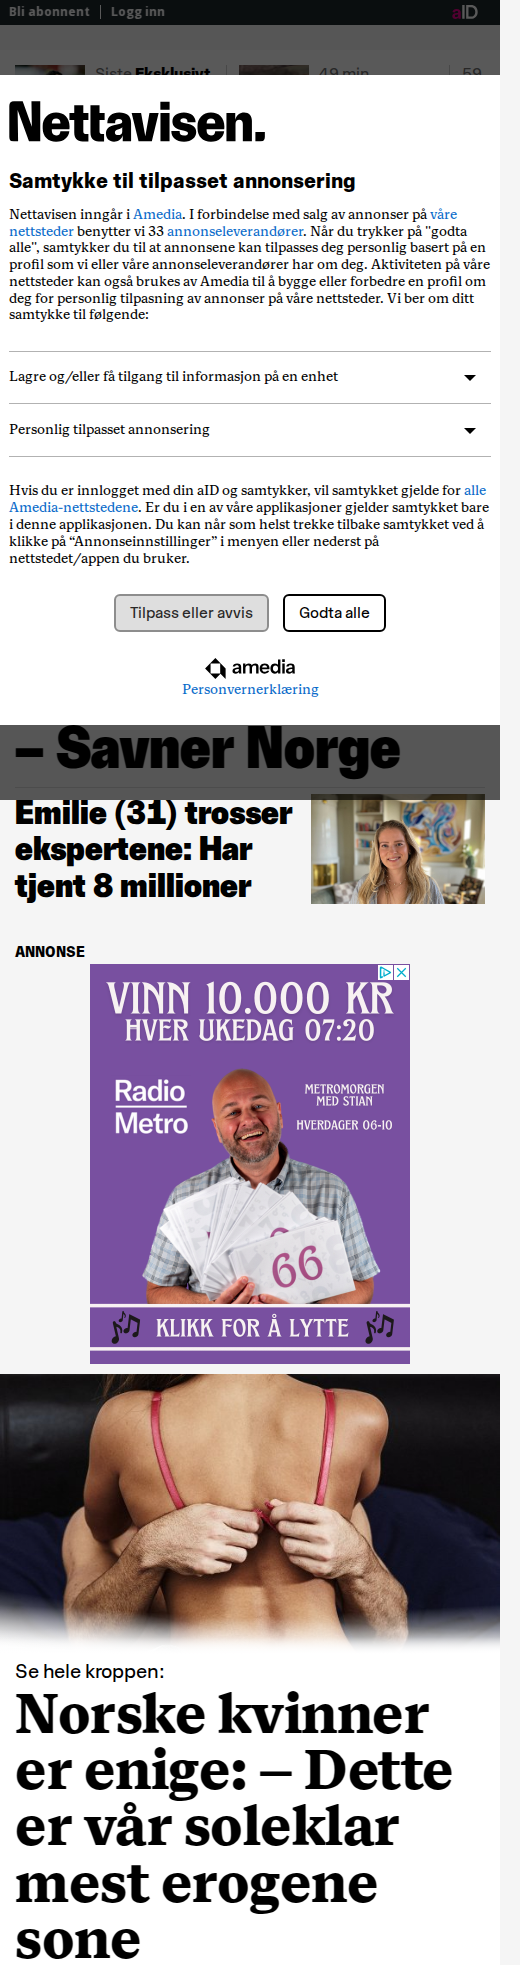 Bli abonnent
Logg inn
aID
Siste Eksklusivt
49 min
59
Nettavisen.
Samtykke til tilpasset annonsering
Nettavisen inngår i Amedia. I forbindelse med salg av annonser på våre
nettsteder benytter vi 33 annonseleverandører. Når du trykker på "godta
alle", samtykker du til at annonsene kan tilpasses deg personlig basert på en
profil som vi eller våre annonseleverandører har om deg. Aktiviteten på våre
nettsteder kan også brukes av Amedia til å bygge eller forbedre en profil om
deg for personlig tilpasning av annonser på våre nettsteder. Vi ber om ditt
samtykke til følgende:
Lagre og/eller få tilgang til informasjon på en enhet
Personlig tilpasset annonsering
Hvis du er innlogget med din aID og samtykker, vil samtykket gjelde for alle
Amedia-nettstedene. Er du i en av våre applikasjoner gjelder samtykket bare
i denne applikasjonen. Du kan når som helst trekke tilbake samtykket ved å
klikke på “Annonseinnstillinger” i menyen eller nederst på
nettstedet/appen du bruker.
Tilpass eller avvis
Godta alle
amedia
Personvernerklæring
– Savner Norge
Emilie (31) trosser
ekspertene: Har
tjent 8 millioner
ANNONSE
VINN 10.000 KR
HVER UKEDAG 07:20
Radio
Metro
METROMORGEN
MED STIAN
HVERDAGER 06-10
66
KLIKK FOR Å LYTTE
Se hele kroppen:
Norske kvinner
er enige: – Dette
er vår soleklar
mest erogene
sone